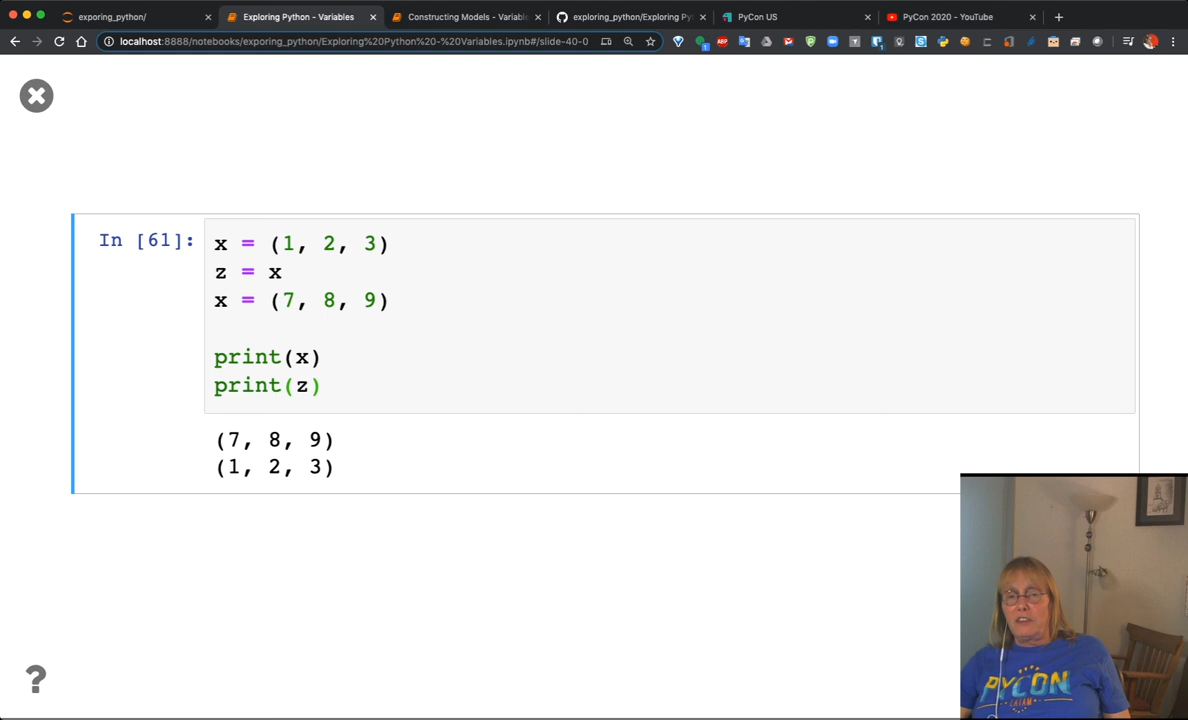 exporing_python/
Exploring Python - Variables
Constructing Models - Variable
exploring_python/Exploring Py
PyCon US
PyCon 2020 - YouTube
localhost:8888/notebooks/exporing_python/Exploring%20Python%20-%20Variables.ipynb#/slide-40-0
In [61]:
x = (1, 2, 3)
z = x
x = (7, 8, 9)
print(x)
print(z)
(7, 8, 9)
(1, 2, 3)
?
PYCON